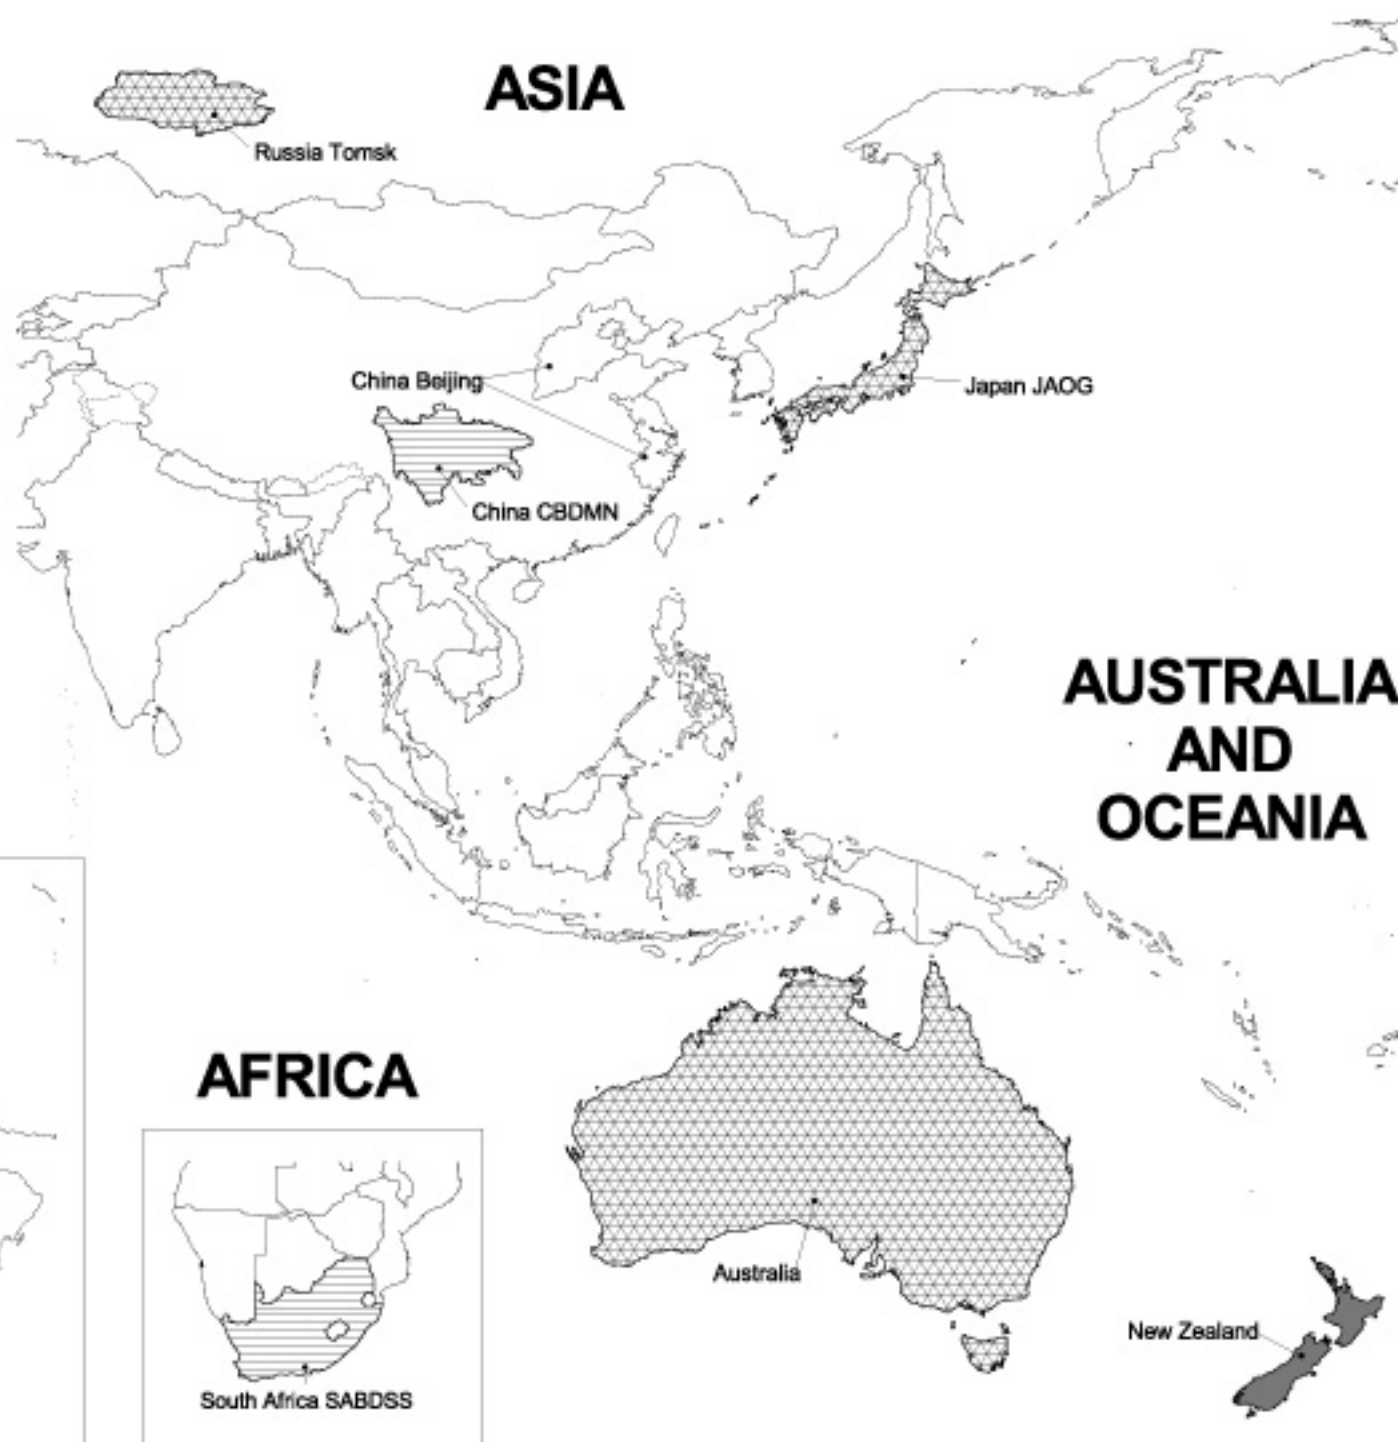 ASIA
Russia Tomsk
China Beijing
Japan JAOG
China CBDMN
AUSTRALIA
AND
OCEANIA
AFRICA
Australia
New Zealand
South Africa SABDSS